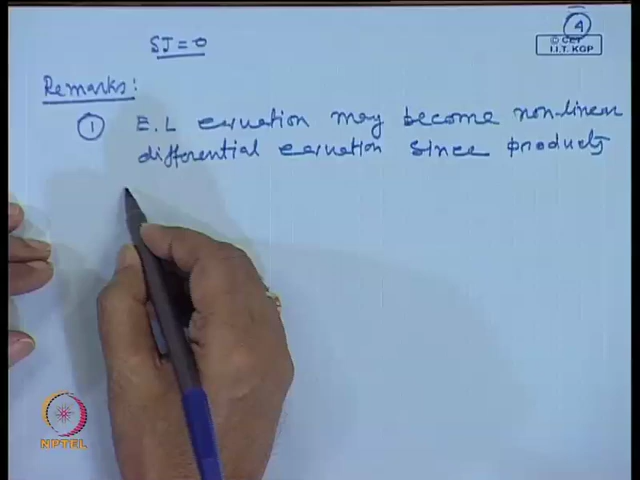 4
© CET
I.I.T. KGP
δJ = 0
Remarks:
1 E.L equation may become non-linear
differential equation since products
NPTEL